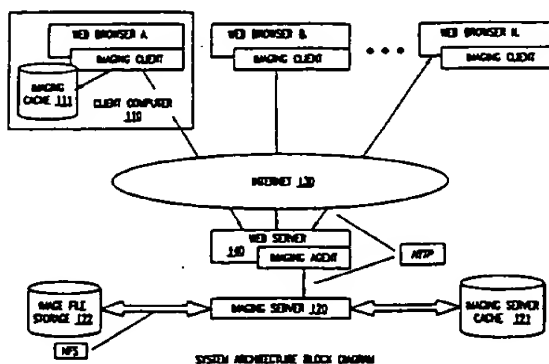 WEB BROWSER A.
IMAGING CLIENT
IMAGING CACHE 111
CLIENT COMPUTER 110
WEB BROWSER B.
IMAGING CLIENT
WEB BROWSER N.
IMAGING CLIENT
INTERNET 130
WEB SERVER
140
IMAGING AGENT
HTTP
IMAGE FILE
STORAGE 122
IMAGING SERVER 120
IMAGING SERVER
CACHE 121
NFS
SYSTEM ARCHITECTURE BLOCK DIAGRAM